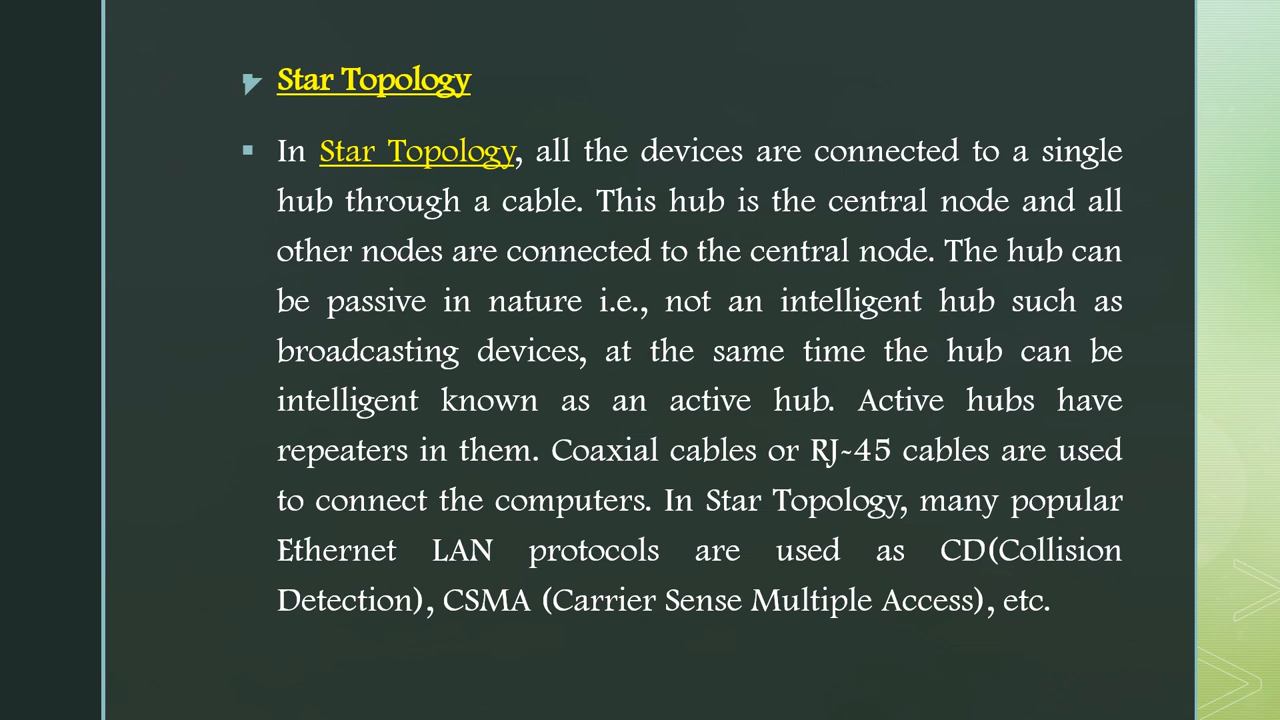 Star Topology
In Star Topology, all the devices are connected to a single
hub through a cable. This hub is the central node and all
other nodes are connected to the central node. The hub can
be passive in nature i.e., not an intelligent hub such as
broadcasting devices, at the same time the hub can be
intelligent known as an active hub. Active hubs have
repeaters in them. Coaxial cables or RJ-45 cables are used
to connect the computers. In Star Topology, many popular
Ethernet LAN protocols are used as CD(Collision
Detection), CSMA (Carrier Sense Multiple Access), etc.